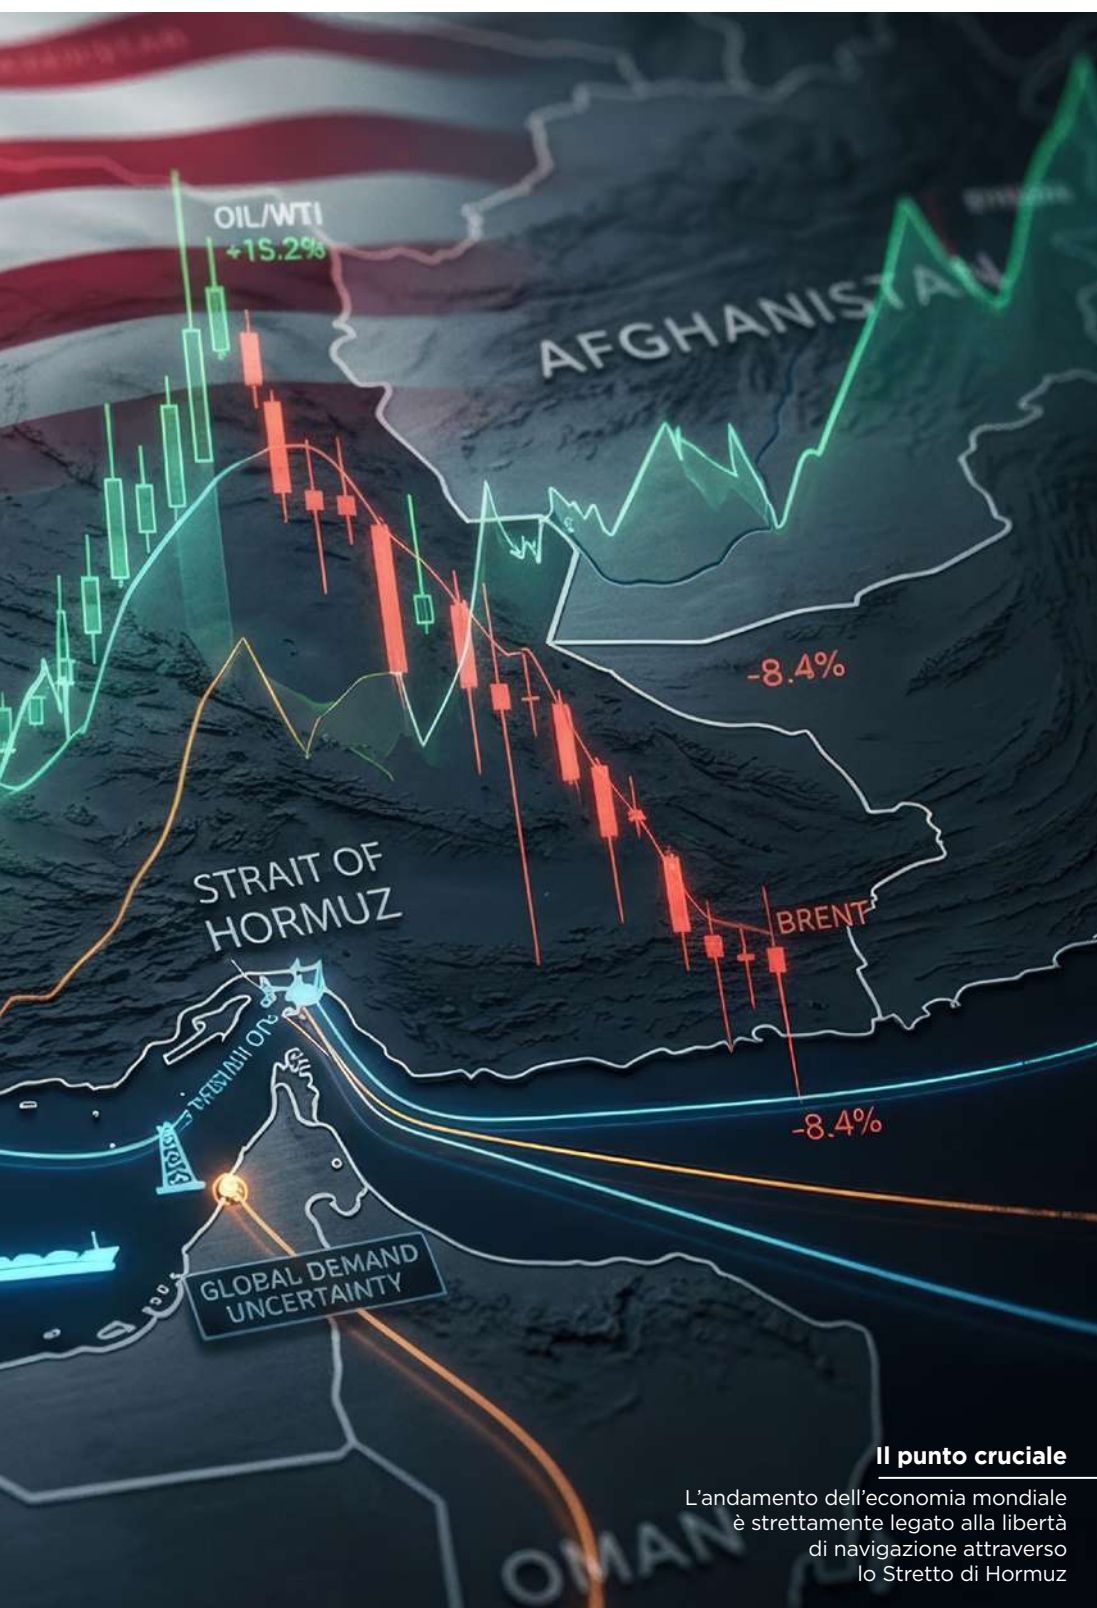 OIL/WTI
+15.2%
AFGHANISTAN
-8.4%
STRAIT OF
HORMUZ
BRENT
-8.4%
GLOBAL DEMAND
UNCERTAINTY
Il punto cruciale
L'andamento dell'economia mondiale
è strettamente legato alla libertà
di navigazione attraverso
lo Stretto di Hormuz
OMAN